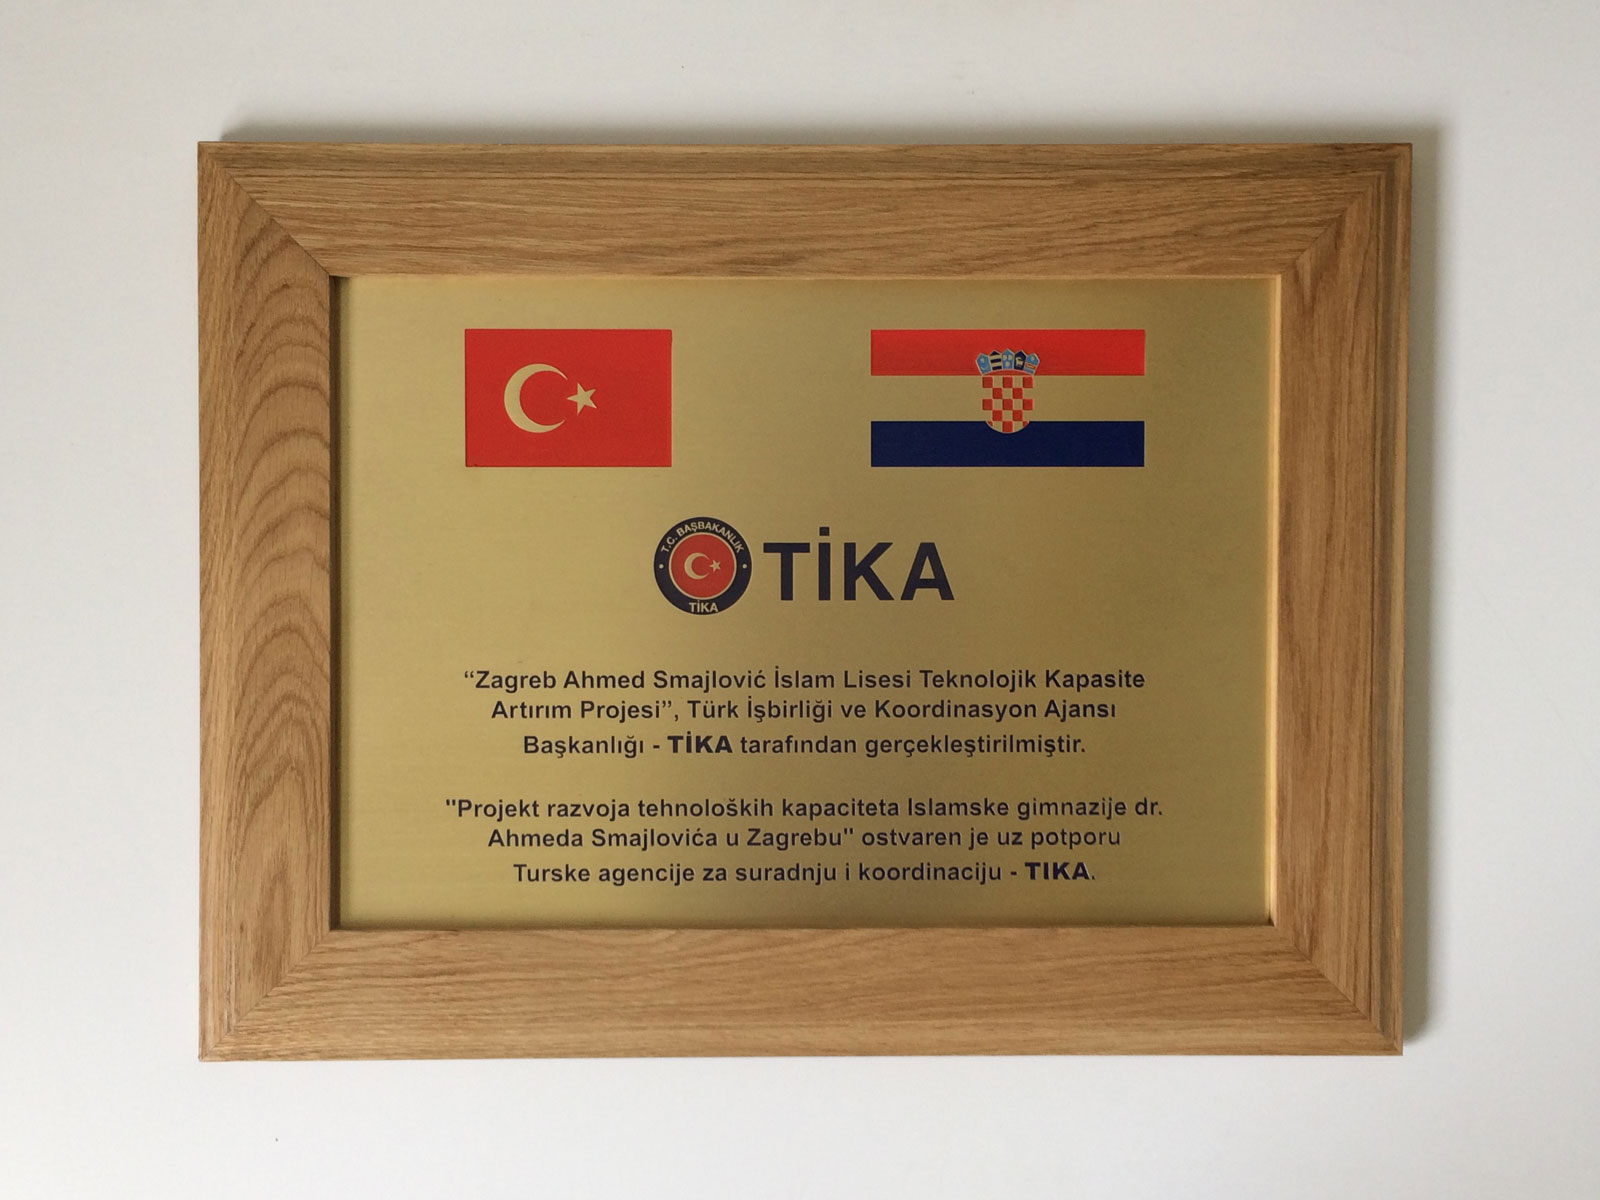 T.C. BAŞBAKANLIK
TİKA
TİKA
“Zagreb Ahmed Smajlović İslam Lisesi Teknolojik Kapasite
Artırım Projesi”, Türk İşbirliği ve Koordinasyon Ajansı
Başkanlığı - TİKA tarafından gerçekleştirilmiştir.
"Projekt razvoja tehnoloških kapaciteta Islamske gimnazije dr.
Ahmeda Smajlovića u Zagrebu" ostvaren je uz potporu
Turske agencije za suradnju i koordinaciju - TIKA.